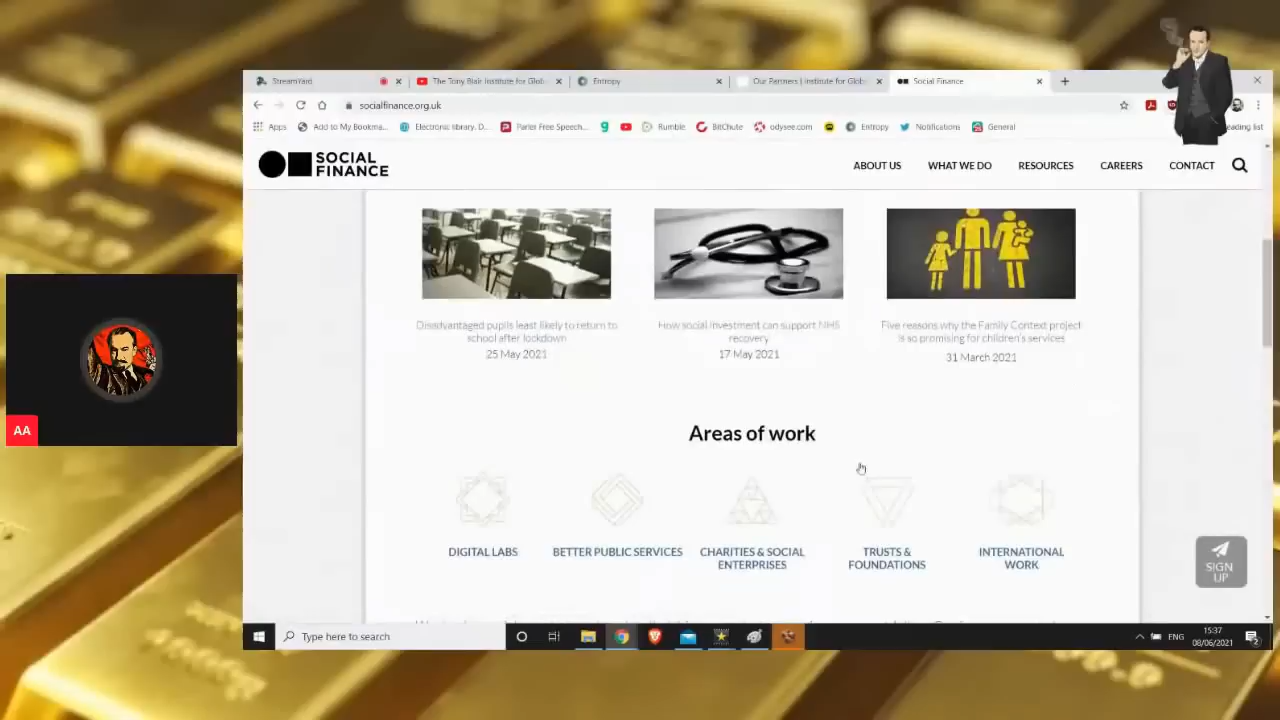 StreamYard
The Tony Blair Institute for Glob
Entropy
Our Partners | Institute for Glob
Social Finance
socialfinance.org.uk
Apps
Add to My Bookma...
Electronic library. D...
Parler Free Speech...
Rumble
BitChute
odysee.com
Entropy
Notifications
General
ading list
SOCIAL
FINANCE
ABOUT US
WHAT WE DO
RESOURCES
CAREERS
CONTACT
Disadvantaged pupils least likely to return to
school after lockdown
25 May 2021
How social investment can support NHS
recovery
17 May 2021
Five reasons why the Family Context project
is so promising for children's services
31 March 2021
AA
Areas of work
DIGITAL LABS
BETTER PUBLIC SERVICES
CHARITIES & SOCIAL
ENTERPRISES
TRUSTS &
FOUNDATIONS
INTERNATIONAL
WORK
SIGN
UP
Type here to search
ENG
15:37
08/06/2021
2